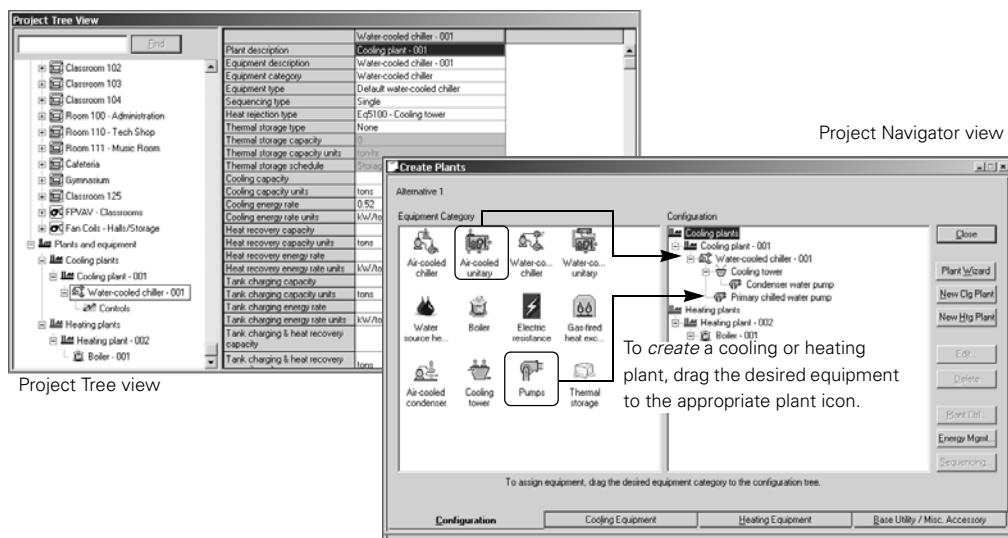 Project Tree View
Find
Classroom 102
Classroom 103
Classroom 104
Room 100 - Administration
Room 110 - Tech Shop
Room 111 - Music Room
Cafeteria
Gymnasium
Classroom 125
FPVAV - Classrooms
Fan Coils - Halls/Storage
Plants and equipment
Cooling plants
Cooling plant - 001
Water-cooled chiller - 001
Controls
Heating plants
Heating plant - 002
Boiler - 001
Water-cooled chiller - 001
Plant description Cooling plant - 001
Equipment description Water-cooled chiller - 001
Equipment category Water-cooled chiller
Equipment type Default water-cooled chiller
Sequencing type Single
Heat rejection type Eq5100 - Cooling tower
Thermal storage type None
Thermal storage capacity 0
Thermal storage capacity units ton-hr
Thermal storage schedule Storag
Cooling capacity
Cooling capacity units tons
Cooling energy rate 0.52
Cooling energy rate units kW/to
Heat recovery capacity
Heat recovery capacity units tons
Heat recovery energy rate
Heat recovery energy rate units kW/to
Tank charging capacity
Tank charging capacity units tons
Tank charging energy rate
Tank charging energy rate units kW/to
Tank charging & heat recovery
capacity
Tank charging & heat recovery
tons
Project Tree view
Project Navigator view
Create Plants
Alternative 1
Equipment Category
Air-cooled
chiller
Air-cooled
unitary
Water-co...
chiller
Water-co...
unitary
Water
source he...
Boiler
Electric
resistance
Gas-fired
heat exc...
Air-cooled
condenser
Cooling
tower
Pumps
Thermal
storage
Configuration
Cooling plants
Cooling plant - 001
Water-cooled chiller - 001
Cooling tower
Condenser water pump
Primary chilled water pump
Heating plants
Heating plant - 002
Boiler - 001
To create a cooling or heating
plant, drag the desired equipment
to the appropriate plant icon.
Close
Plant Wizard
New Clg Plant
New Htg Plant
Edit...
Delete
Plant Ctrl...
Energy Mgmt...
Sequencing...
To assign equipment, drag the desired equipment category to the configuration tree.
Configuration
Cooling Equipment
Heating Equipment
Base Utility / Misc. Accessory